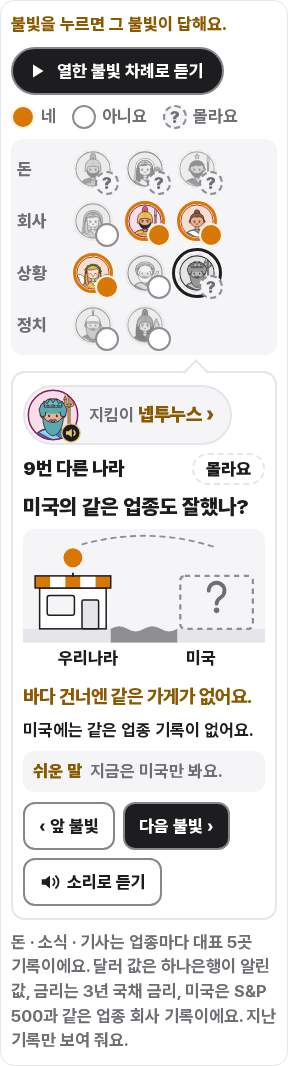 불빛을 누르면 그 불빛이 답해요.
▶ 열한 불빛 차례로 듣기
네 아니요 ? 몰라요
돈 ? ? ?
회사
상황 ?
정치
지킴이 넵투누스 ›
9번 다른 나라 몰라요
미국의 같은 업종도 잘했나?
?
우리나라 미국
바다 건너엔 같은 가게가 없어요.
미국에는 같은 업종 기록이 없어요.
쉬운 말 지금은 미국만 봐요.
‹ 앞 불빛 다음 불빛 ›
소리로 듣기
돈 · 소식 · 기사는 업종마다 대표 5곳
기록이에요. 달러 값은 하나은행이 알린
값, 금리는 3년 국채 금리, 미국은 S&P
500과 같은 업종 회사 기록이에요. 지난
기록만 보여 줘요.